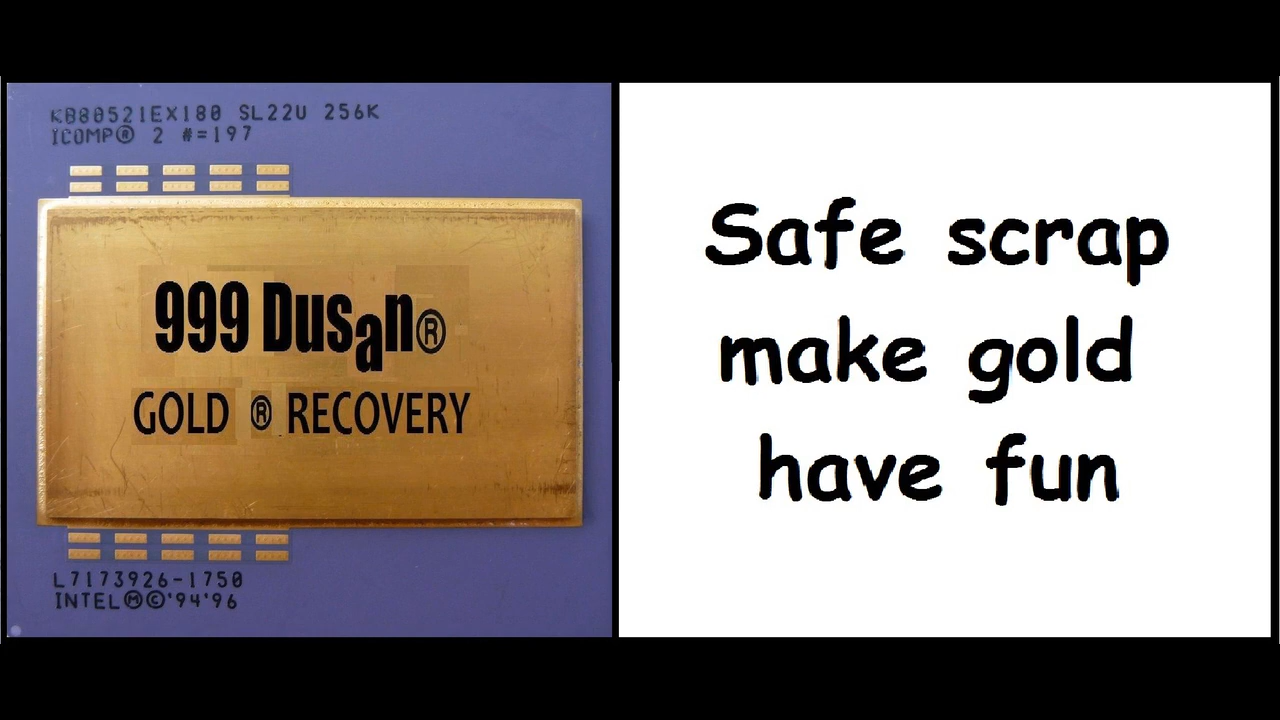 KB80521EX180 SL22U 256K
ICOMP® 2 #=197
999 Dusan®
GOLD ® RECOVERY
L7173926-1750
INTELⓂ©'94'96
Safe scrap
make gold
have fun